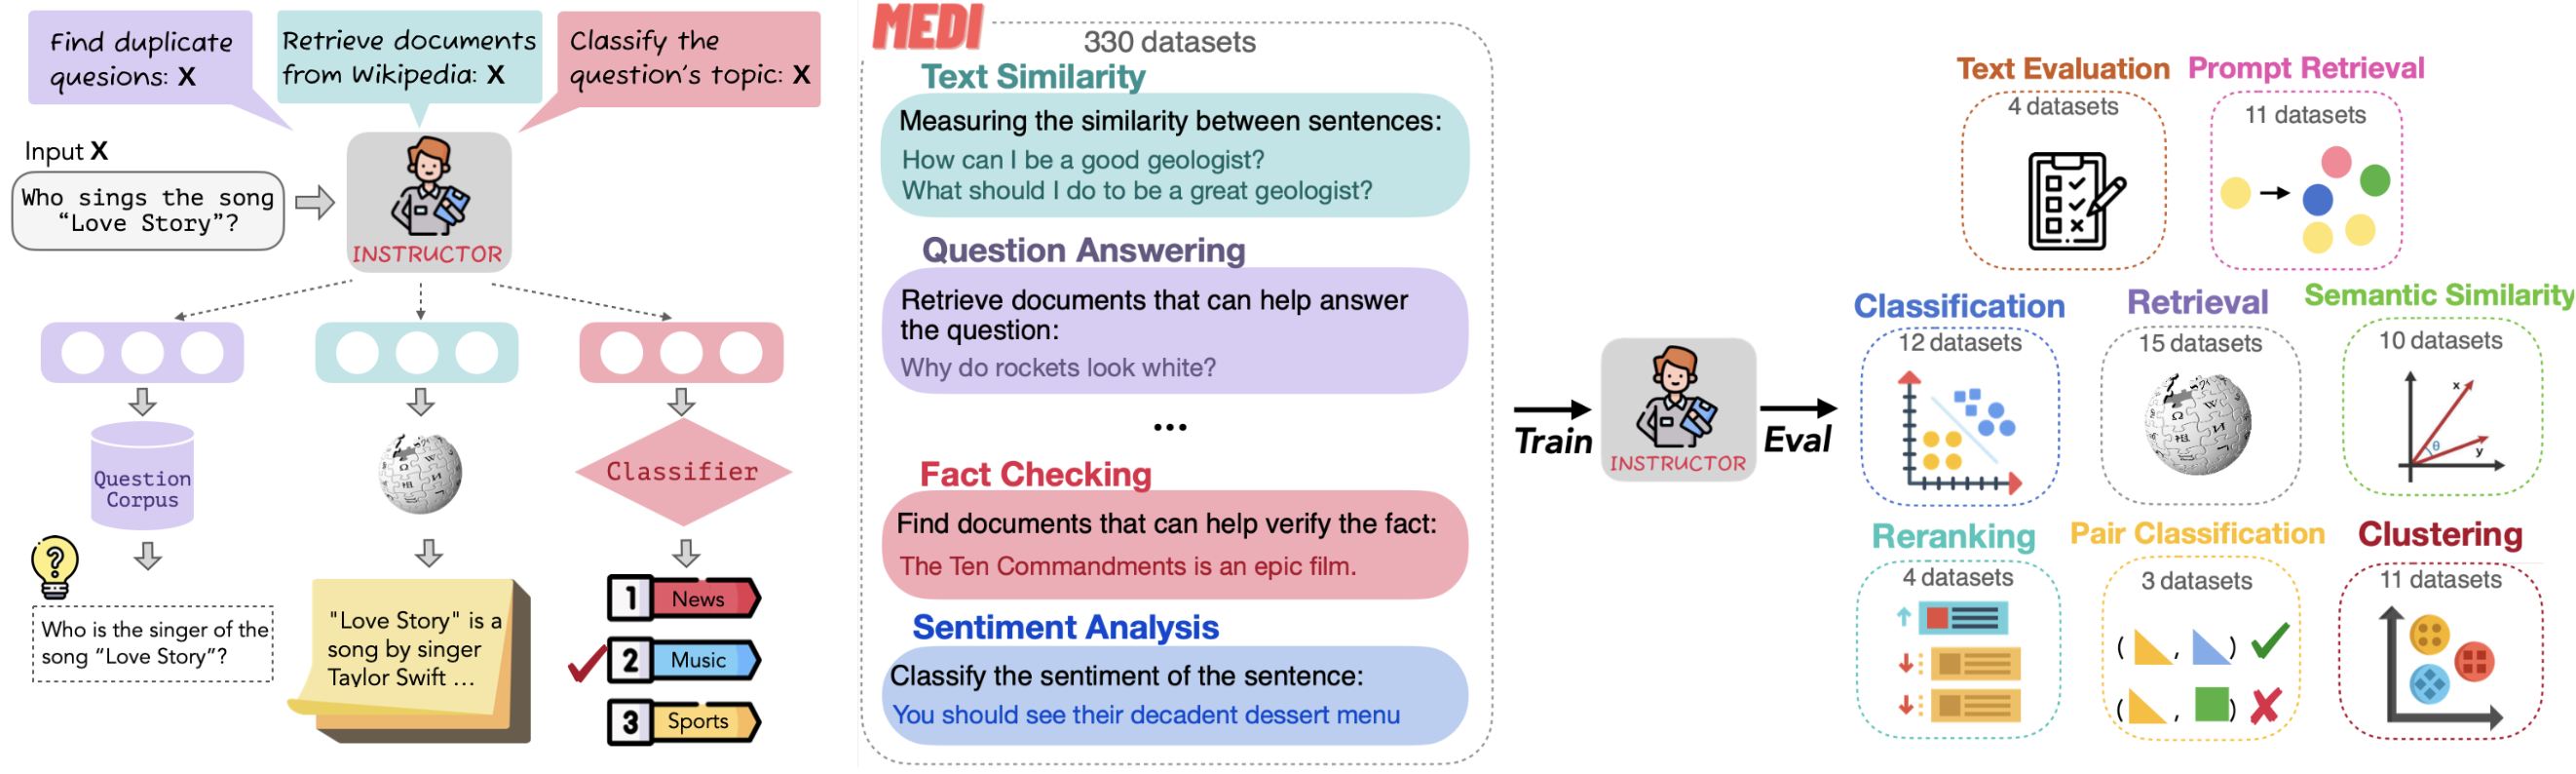 Find duplicate
quesions: X
Retrieve documents
from Wikipedia: X
Classify the
question's topic: X
Input X
Who sings the song
"Love Story"?
INSTRUCTOR
Question
Corpus
Classifier
?
Who is the singer of the
song "Love Story"?
"Love Story" is a
song by singer
Taylor Swift ...
1 News
2 Music
3 Sports
MEDI
330 datasets
Text Similarity
Measuring the similarity between sentences:
How can I be a good geologist?
What should I do to be a great geologist?
Question Answering
Retrieve documents that can help answer
the question:
Why do rockets look white?
...
Fact Checking
Find documents that can help verify the fact:
The Ten Commandments is an epic film.
Sentiment Analysis
Classify the sentiment of the sentence:
You should see their decadent dessert menu
Train
INSTRUCTOR
Eval
Text Evaluation
4 datasets
Prompt Retrieval
11 datasets
Classification
12 datasets
Retrieval
15 datasets
Semantic Similarity
10 datasets
x
θ
y
Reranking
4 datasets
Pair Classification
3 datasets
( , )
( , )
Clustering
11 datasets